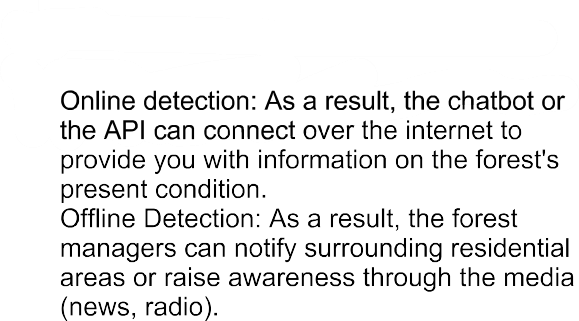 Online detection: As a result, the chatbot or
the API can connect over the internet to
provide you with information on the forest's
present condition.
Offline Detection: As a result, the forest
managers can notify surrounding residential
areas or raise awareness through the media
(news, radio).